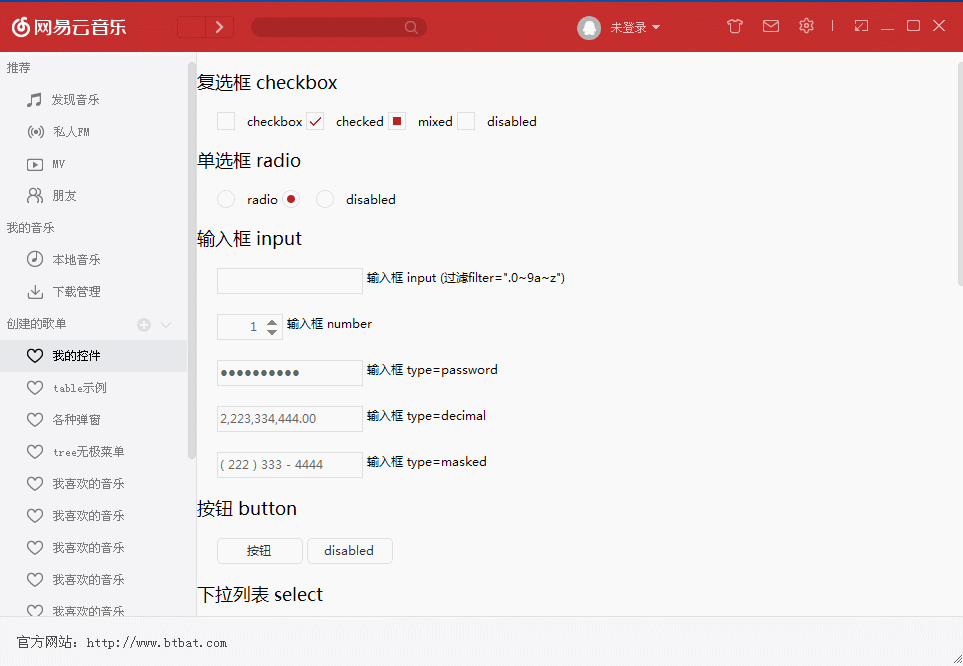 网易云音乐
未登录
推荐
发现音乐
私人FM
MV
朋友
我的音乐
本地音乐
下载管理
创建的歌单
我的控件
table示例
各种弹窗
tree无极菜单
我喜欢的音乐
我喜欢的音乐
我喜欢的音乐
我喜欢的音乐
我喜欢的音乐
复选框 checkbox
checkbox checked mixed disabled
单选框 radio
radio disabled
输入框 input
输入框 input (过滤filter=".0~9a~z")
1 输入框 number
●●●●●●●●●● 输入框 type=password
2,223,334,444.00 输入框 type=decimal
( 222 ) 333 - 4444 输入框 type=masked
按钮 button
按钮 disabled
下拉列表 select
官方网站: http://www.btbat.com